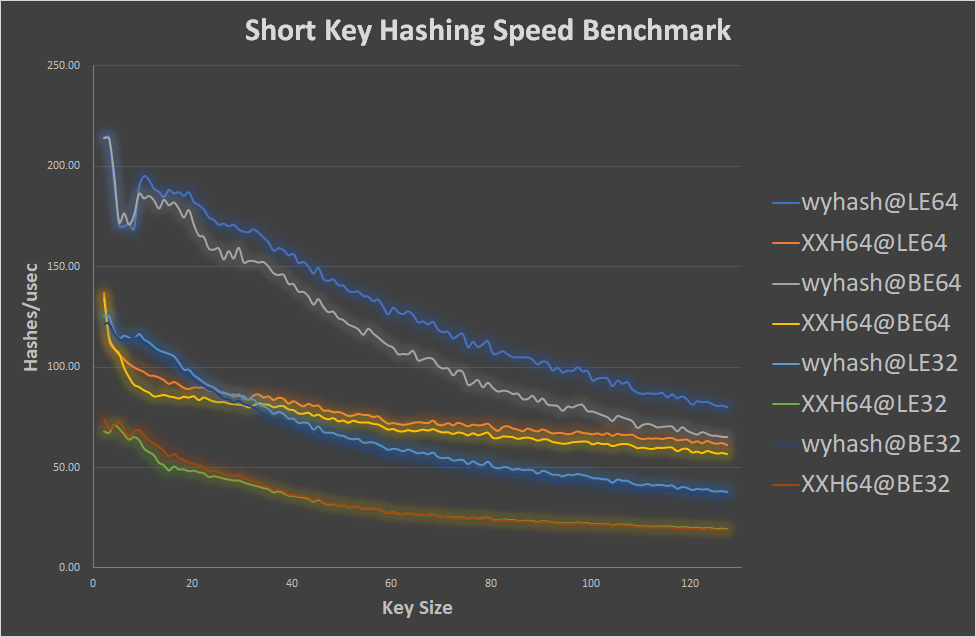 Short Key Hashing Speed Benchmark
250.00
200.00
150.00
100.00
50.00
0.00
Hashes/usec
0 20 40 60 80 100 120
Key Size
wyhash@LE64
XXH64@LE64
wyhash@BE64
XXH64@BE64
wyhash@LE32
XXH64@LE32
wyhash@BE32
XXH64@BE32